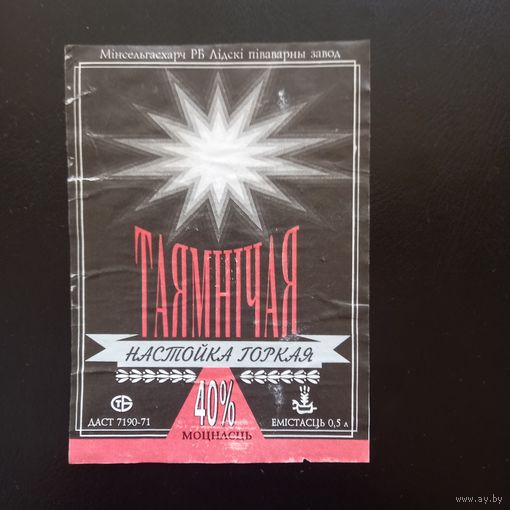 Мінсельгасхарч РБ Лідскі піваварны завод
ТАЯМНІЧАЯ
НАСТОЙКА ГОРКАЯ
40%
МОЦНАСЦЬ
ДАСТ 7190-71
ЕМІСТАСЦЬ 0,5 л
www.ay.by